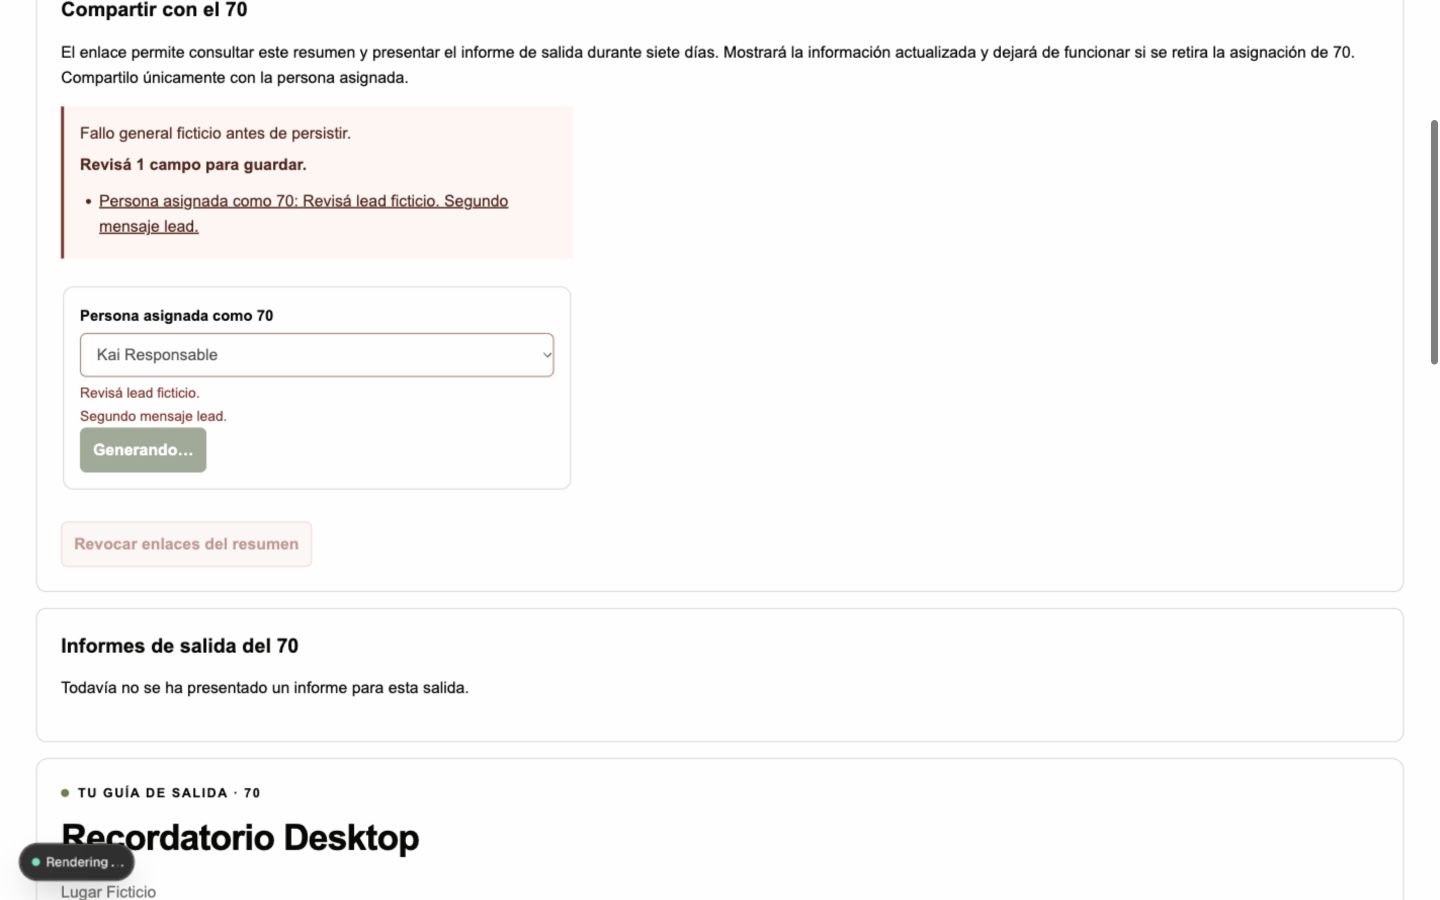 Compartir con el 70
El enlace permite consultar este resumen y presentar el informe de salida durante siete días. Mostrará la información actualizada y dejará de funcionar si se retira la asignación de 70.
Compartilo únicamente con la persona asignada.
Fallo general ficticio antes de persistir.
Revisá 1 campo para guardar.
• Persona asignada como 70: Revisá lead ficticio. Segundo
mensaje lead.
Persona asignada como 70
Kai Responsable
Revisá lead ficticio.
Segundo mensaje lead.
Generando...
Revocar enlaces del resumen
Informes de salida del 70
Todavía no se ha presentado un informe para esta salida.
TU GUÍA DE SALIDA · 70
Recordatorio Desktop
Rendering...
Lugar Ficticio